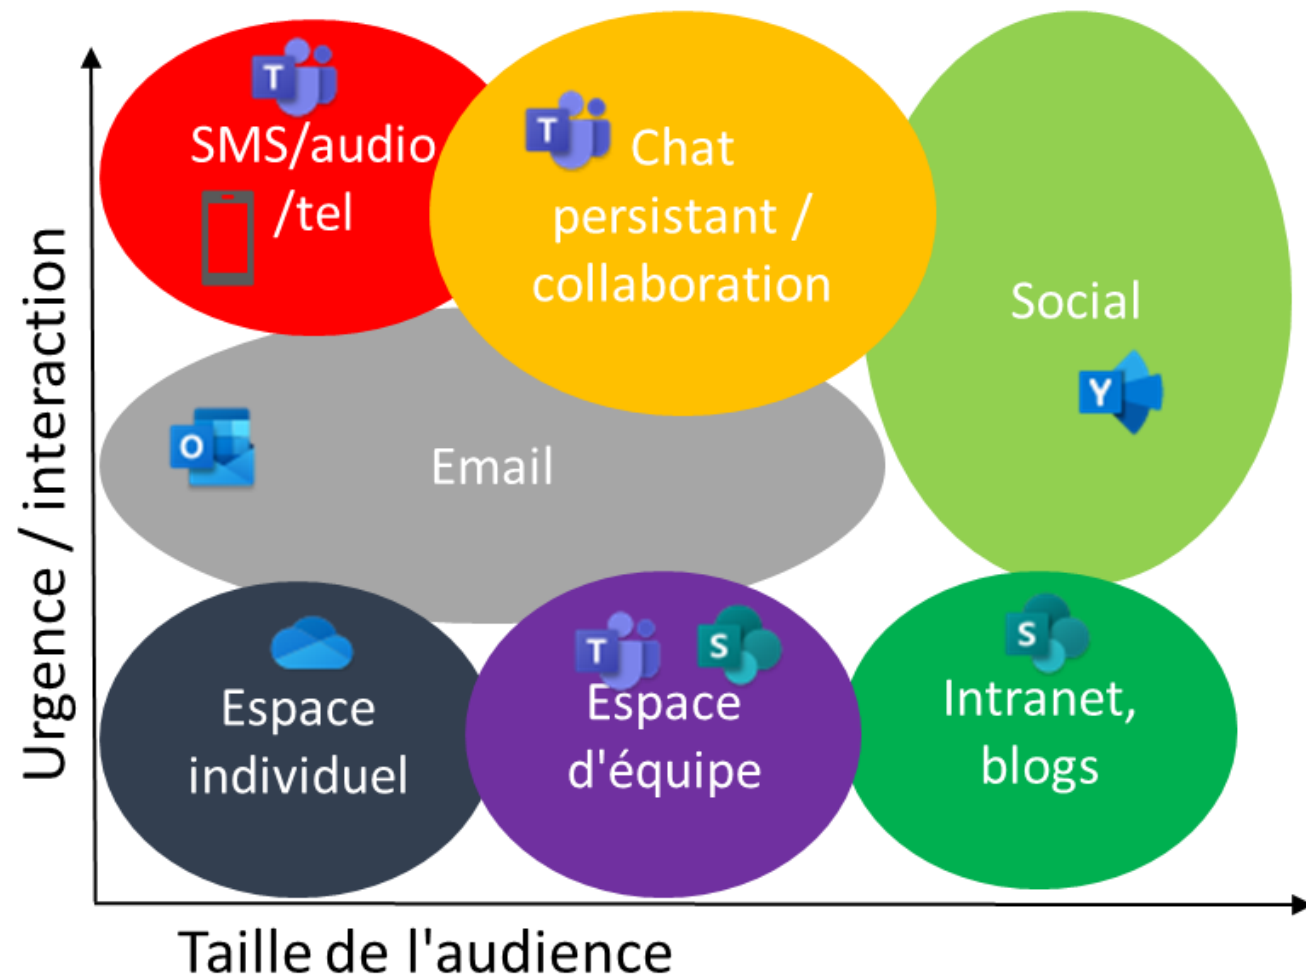 T
SMS/audio
/tel
T
Chat
persistant /
collaboration
Social
Y
O
Email
Espace
individuel
T
S
Espace
d'équipe
S
Intranet,
blogs
Urgence / interaction
Taille de l'audience